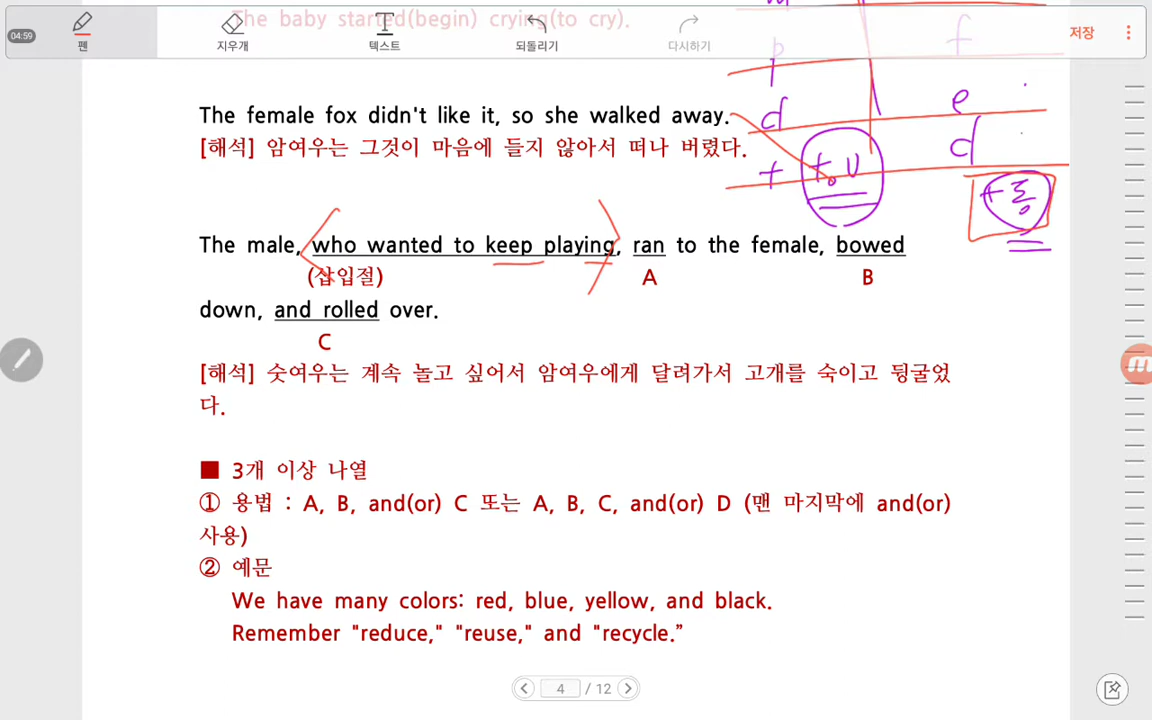 The baby started(begin) crying(to cry).
04:59
펜
지우개
텍스트
되돌리기
다시하기
저장
p
f
The female fox didn't like it, so she walked away.
d
e
[해석] 암여우는 그것이 마음에 들지 않아서 떠나 버렸다.
d
The male, who wanted to keep playing, ran to the female, bowed
(삽입절)
A
B
down, and rolled over.
C
[해석] 숫여우는 계속 놀고 싶어서 암여우에게 달려가서 고개를 숙이고 뒹굴었
다.
■ 3개 이상 나열
① 용법 : A, B, and(or) C 또는 A, B, C, and(or) D (맨 마지막에 and(or)
사용)
② 예문
We have many colors: red, blue, yellow, and black.
Remember "reduce," "reuse," and "recycle."
4 / 12